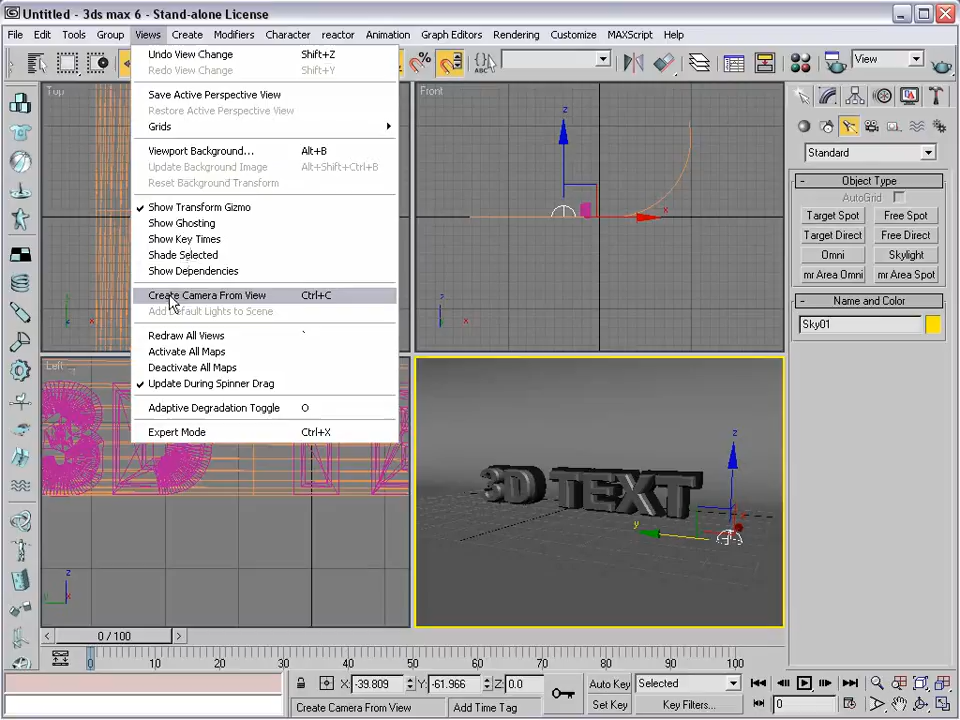 Untitled - 3ds max 6 - Stand-alone License
File Edit Tools Group Views Create Modifiers Character reactor Animation Graph Editors Rendering Customize MAXScript Help
Undo View Change Shift+Z
Redo View Change Shift+Y
Save Active Perspective View
Restore Active Perspective View
Grids
Viewport Background... Alt+B
Update Background Image Alt+Shift+Ctrl+B
Reset Background Transform
Show Transform Gizmo
Show Ghosting
Show Key Times
Shade Selected
Show Dependencies
Create Camera From View Ctrl+C
Add Default Lights to Scene
Redraw All Views `
Activate All Maps
Deactivate All Maps
Update During Spinner Drag
Adaptive Degradation Toggle O
Expert Mode Ctrl+X
View
Top
Front
z
x
z
x
Left
y
z
x
3D TEXT
z
y
Standard
- Object Type
AutoGrid
Target Spot Free Spot
Target Direct Free Direct
Omni Skylight
mr Area Omni mr Area Spot
- Name and Color
Sky01
< 0 / 100 >
0 10 20 30 40 50 60 70 80 90 100
X: -39.809 Y: -61.966 Z: 0.0
Auto Key Selected
Set Key Key Filters...
0
Create Camera From View Add Time Tag